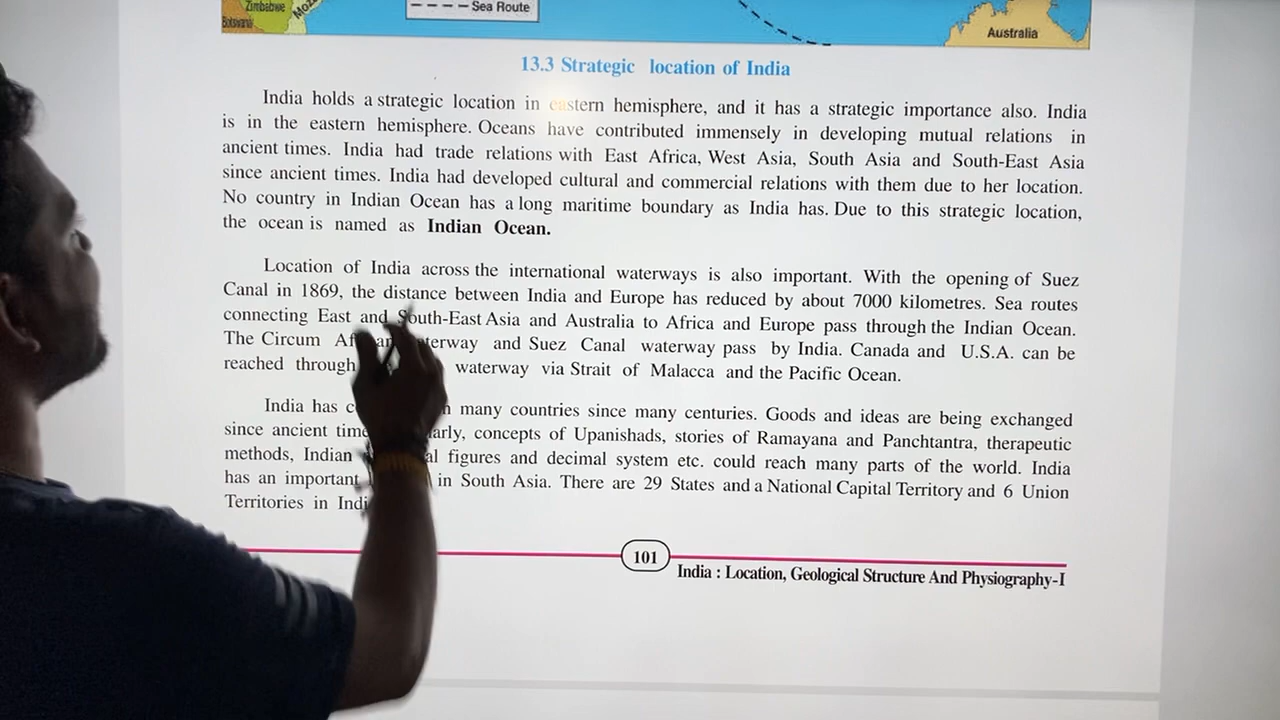 Zimbabwe
Botswana
Sea Route
Australia
13.3 Strategic location of India
India holds a strategic location in eastern hemisphere, and it has a strategic importance also. India
is in the eastern hemisphere. Oceans have contributed immensely in developing mutual relations in
ancient times. India had trade relations with East Africa, West Asia, South Asia and South-East Asia
since ancient times. India had developed cultural and commercial relations with them due to her location.
No country in Indian Ocean has a long maritime boundary as India has. Due to this strategic location,
the ocean is named as Indian Ocean.
Location of India across the international waterways is also important. With the opening of Suez
Canal in 1869, the distance between India and Europe has reduced by about 7000 kilometres. Sea routes
connecting East and South-East Asia and Australia to Africa and Europe pass through the Indian Ocean.
The Circum and Suez Canal waterway pass by India. Canada and U.S.A. can be
reached through waterway via Strait of Malacca and the Pacific Ocean.
India has many countries since many centuries. Goods and ideas are being exchanged
since ancient concepts of Upanishads, stories of Ramayana and Panchtantra, therapeutic
methods, Indian figures and decimal system etc. could reach many parts of the world. India
has an important in South Asia. There are 29 States and a National Capital Territory and 6 Union
Territories in
101
India : Location, Geological Structure And Physiography-I